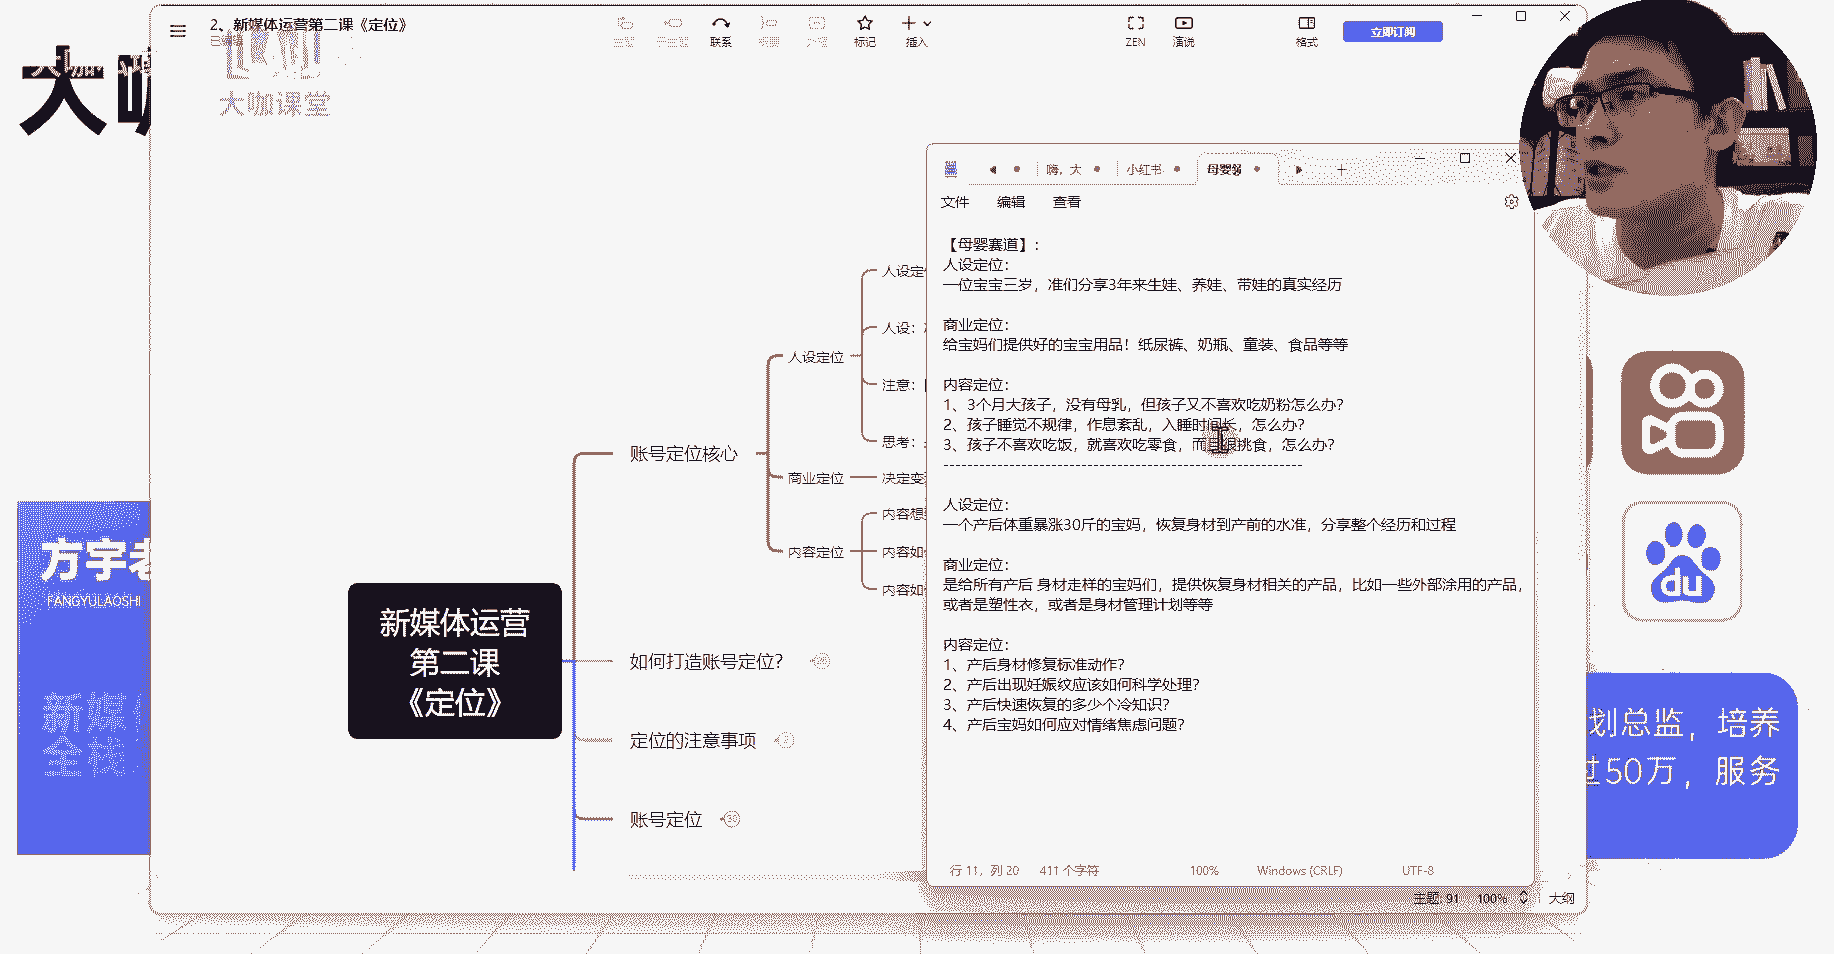 2、新媒体运营第二课《定位》
已编辑
联系
标记
插入
ZEN
演说
格式
立即订阅
大咖课堂
大咖
嗨，大
小红书
母婴
文件
编辑
查看
【母婴赛道】：
人设定位：
一位宝宝三岁，准们分享3年来生娃、养娃、带娃的真实经历
商业定位：
给宝妈们提供好的宝宝用品！纸尿裤、奶瓶、童装、食品等等
内容定位：
1、3个月大孩子，没有母乳，但孩子又不喜欢吃奶粉怎么办？
2、孩子睡觉不规律，作息紊乱，入睡时间长，怎么办？
3、孩子不喜欢吃饭，就喜欢吃零食，而且很挑食，怎么办？
------------------------------------------------------------
人设定位：
一个产后体重暴涨30斤的宝妈，恢复身材到产前的水准，分享整个经历和过程
商业定位：
是给所有产后 身材走样的宝妈们，提供恢复身材相关的产品，比如一些外部涂用的产品，
或者是塑性衣，或者是身材管理计划等等
内容定位：
1、产后身材修复标准动作？
2、产后出现妊娠纹应该如何科学处理？
3、产后快速恢复的多少个冷知识？
4、产后宝妈如何应对情绪焦虑问题？
行 11，列 20
411 个字符
100%
Windows (CRLF)
UTF-8
新媒体运营
第二课
《定位》
账号定位核心
人设定位
人设定
人设：
注意：
思考：
商业定位
决定变
内容定位
内容想
内容如
内容如
如何打造账号定位？
定位的注意事项
2
账号定位
39
主题: 91
100%
大纲
方宇老
FANGYULAOSHI
新媒体
全栈
du
划总监，培养
过50万，服务